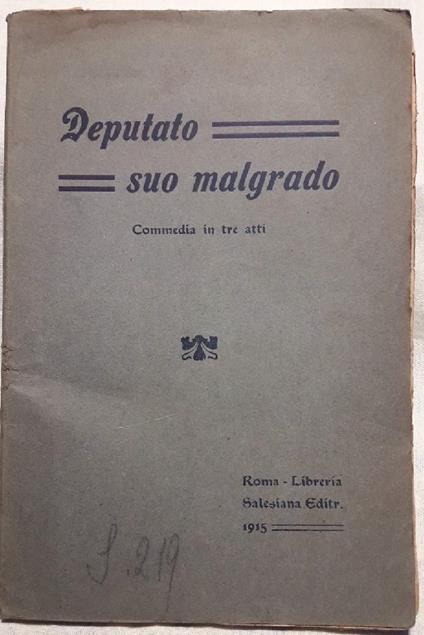 Deputato
suo malgrado
Commedia in tre atti
Roma - Libreria
Salesiana Editr.
1915
S. 219